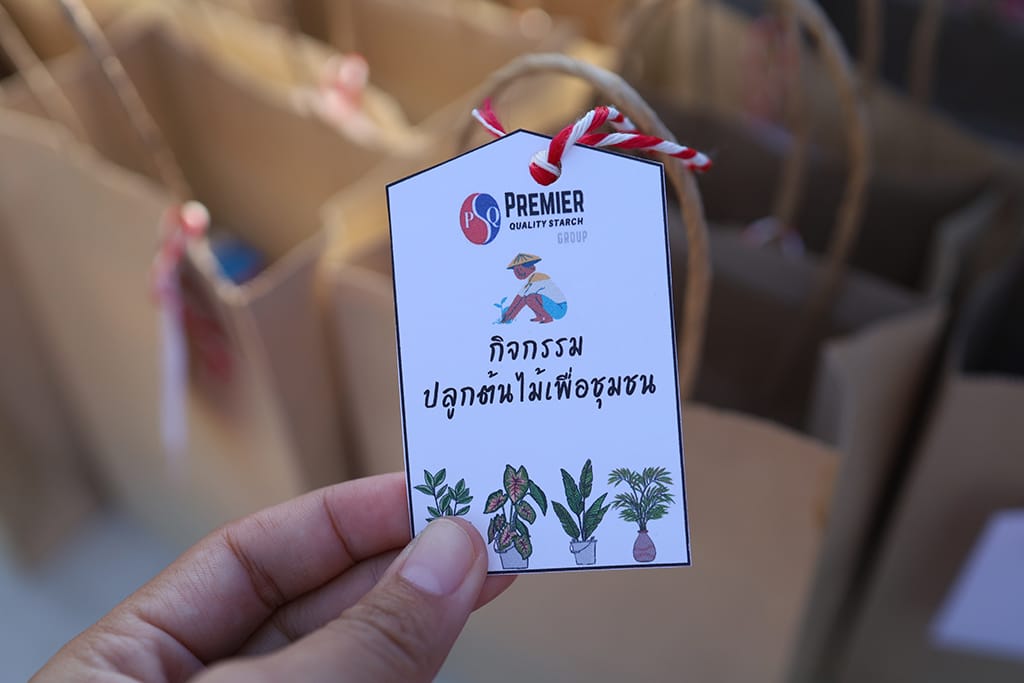 PSQ
PREMIER
QUALITY STARCH
GROUP
กิจกรรม
ปลูกต้นไม้เพื่อชุมชน